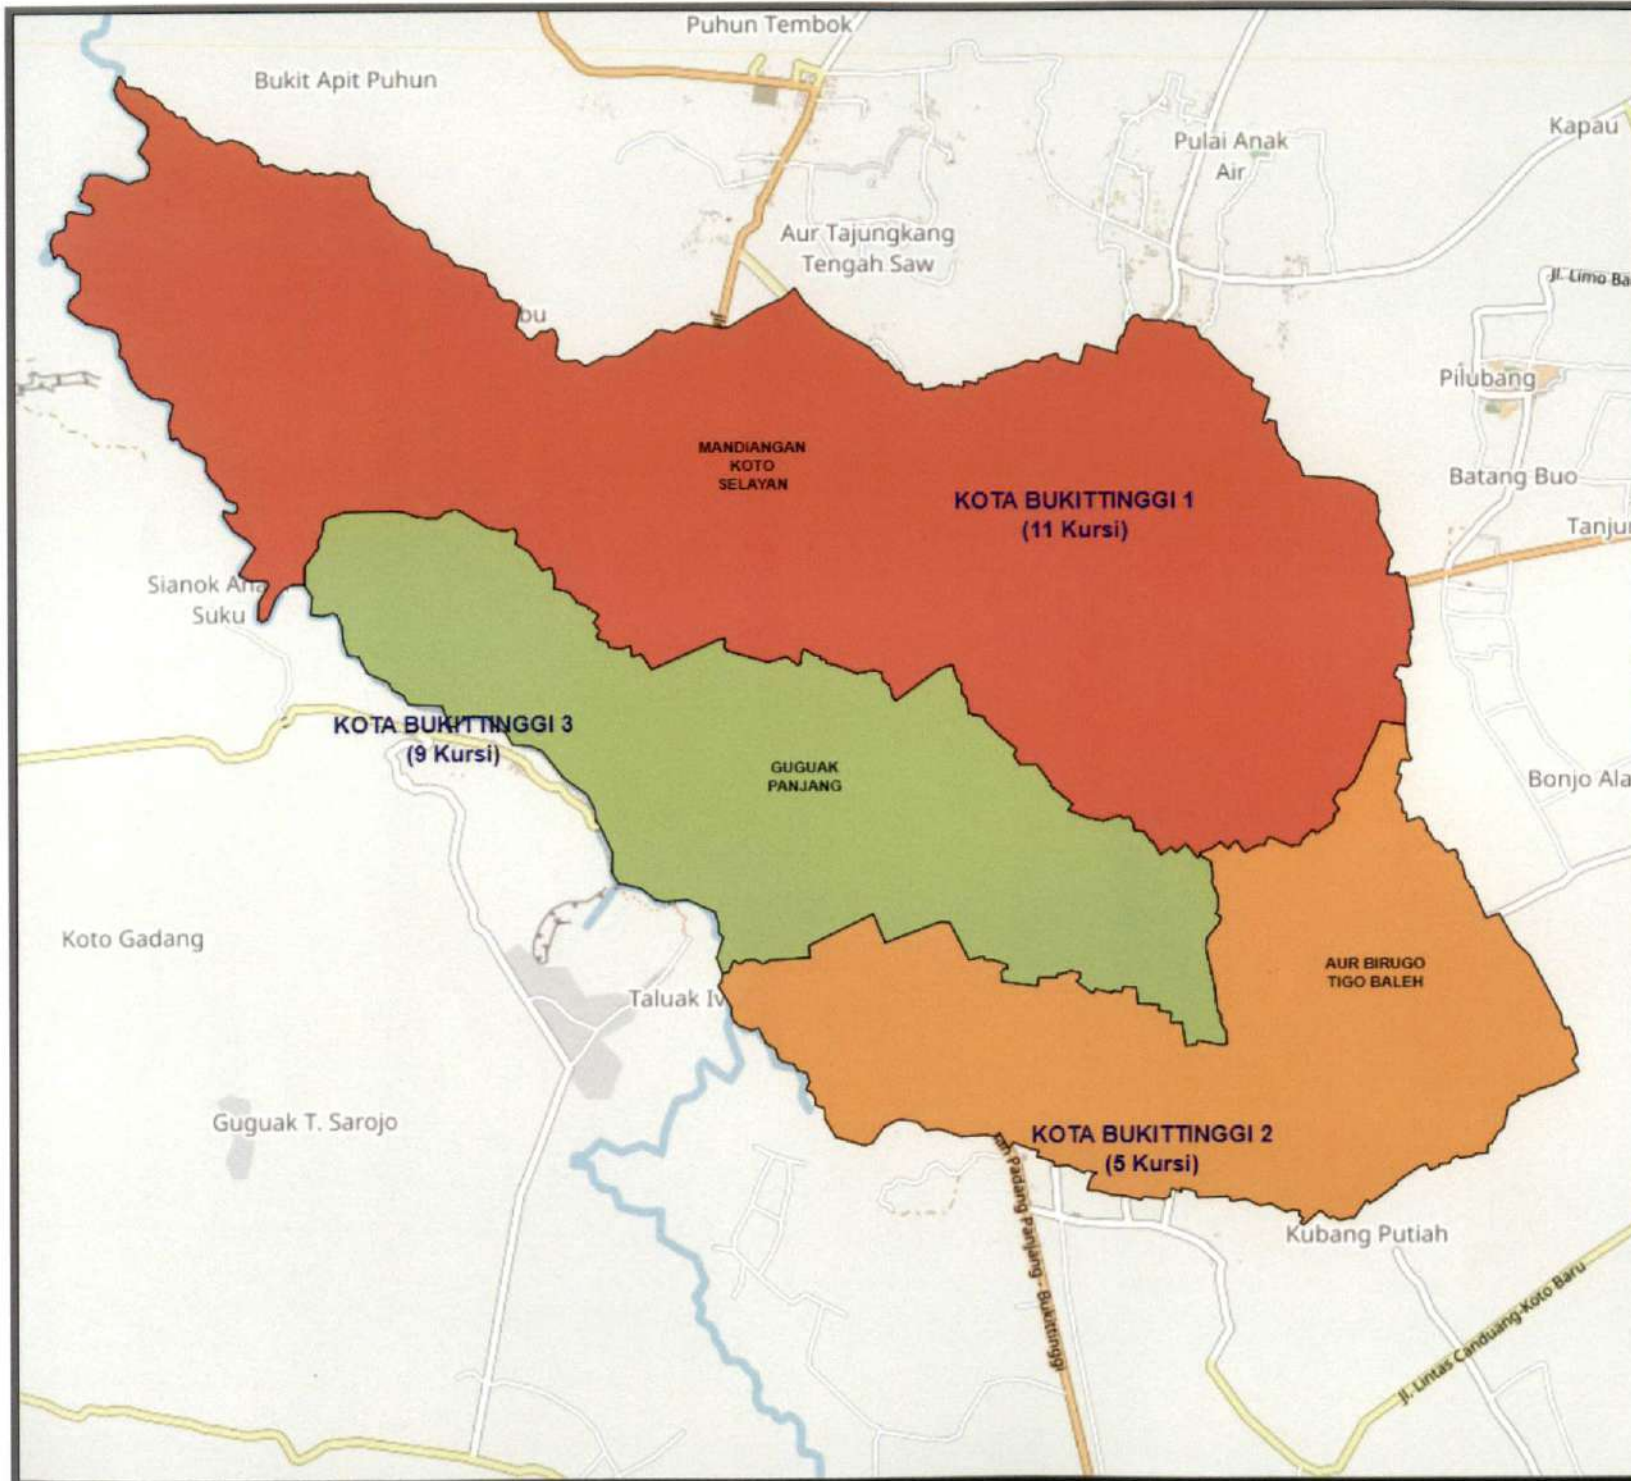 Puhun Tembok
Bukit Apit Puhun
Kapau
Pulai Anak
Air
Aur Tajungkang
Tengah Saw
Jl. Limo Ba
bu
Jl
Pilubang
MANDIANGAN
KOTO
SELAYAN
Batang Buo
KOTA BUKITTINGGI 1
(11 Kursi)
Tanjur
Sianok Ana
Suku
KOTA BUKITTINGGI 3
(9 Kursi)
GUGUAK
PANJANG
Bonjo Ala
Koto Gadang
AUR BIRUGO
TIGO BALEH
Taluak Iv
Guguak T. Sarojo
KOTA BUKITTINGGI 2
(5 Kursi)
Padang Panjang - Bukittinggi
Kubang Putiah
Jl. Lintas Canduang-Koto Baru